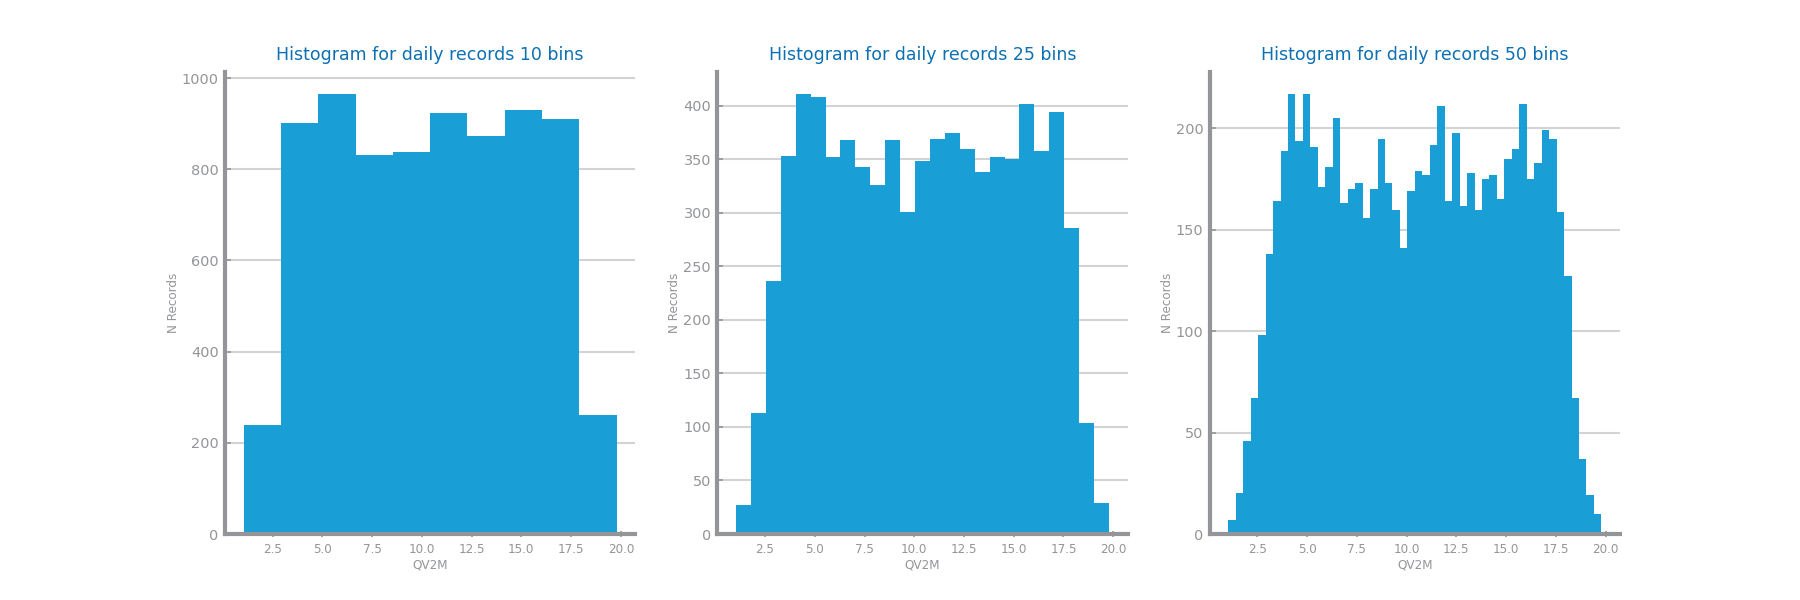 Histogram for daily records 10 bins
1000
800
600
400
200
0
N Records
2.5 5.0 7.5 10.0 12.5 15.0 17.5 20.0
QV2M
Histogram for daily records 25 bins
400
350
300
250
200
150
100
50
0
N Records
2.5 5.0 7.5 10.0 12.5 15.0 17.5 20.0
QV2M
Histogram for daily records 50 bins
200
150
100
50
0
N Records
2.5 5.0 7.5 10.0 12.5 15.0 17.5 20.0
QV2M